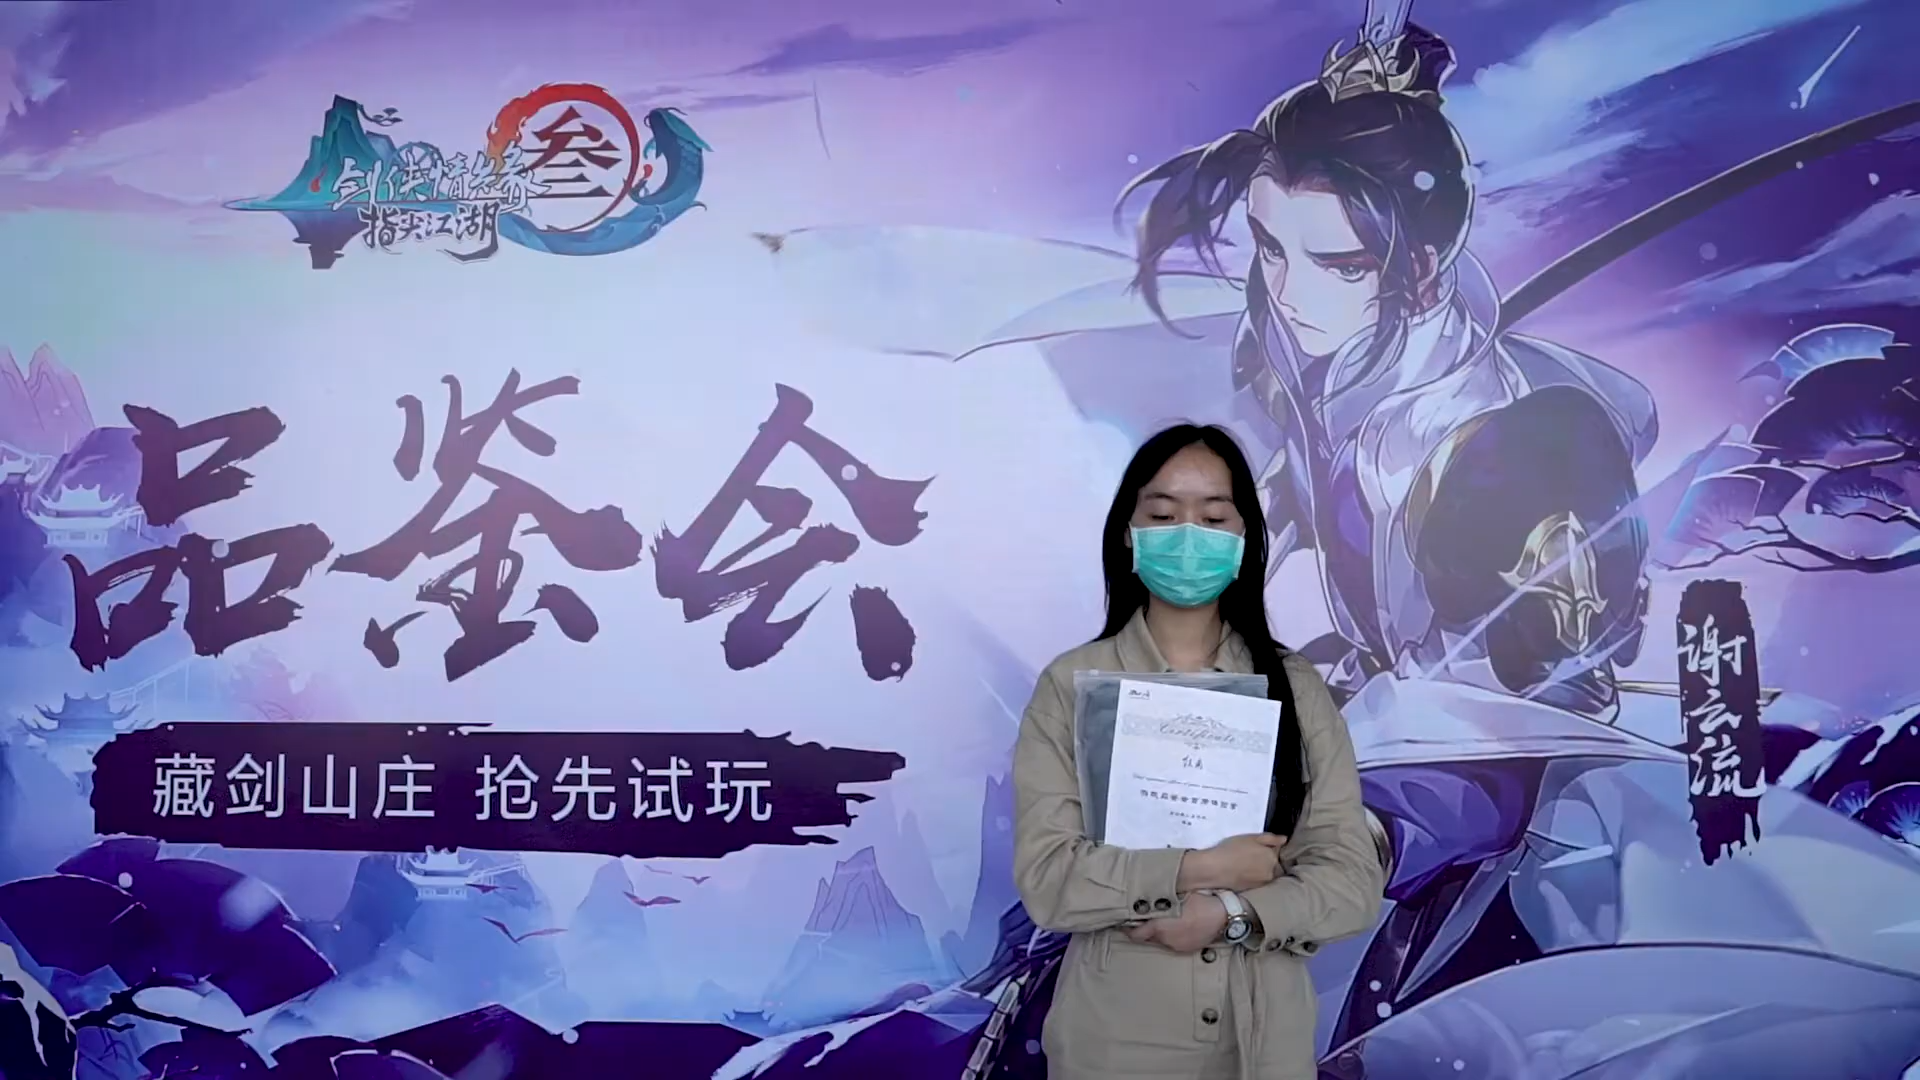 剑侠情缘
叁
指尖江湖
品鉴会
藏剑山庄 抢先试玩
谢云流
Certificate